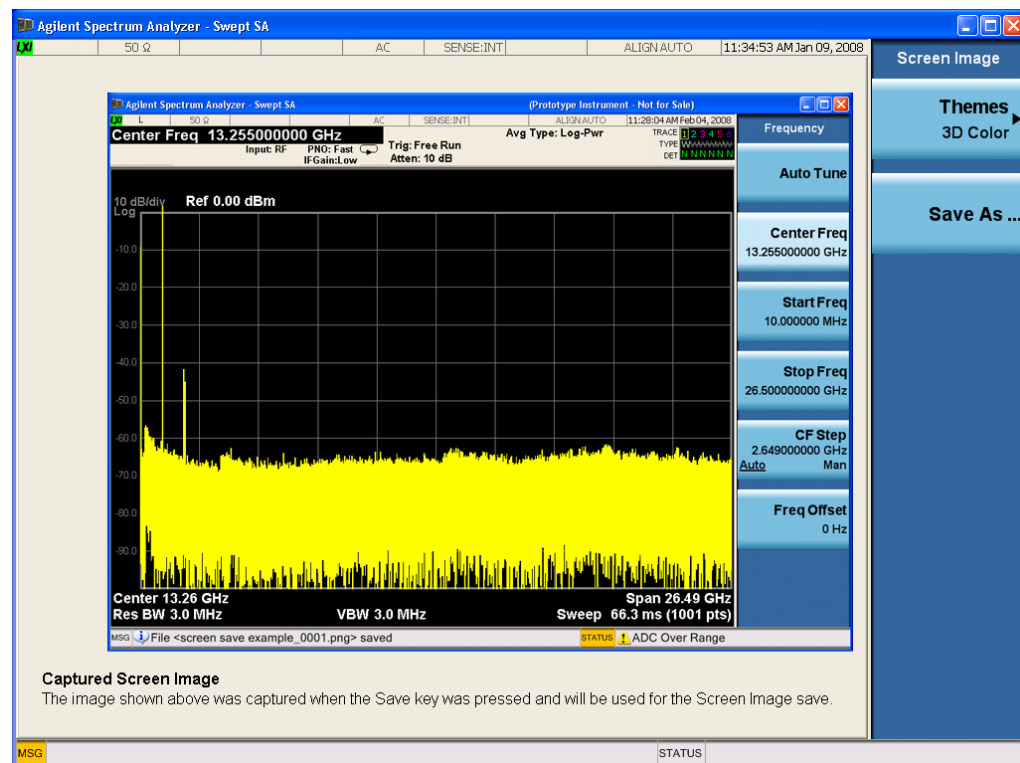 Agilent Spectrum Analyzer - Swept SA
LXI 50 Ω AC SENSE:INT ALIGN AUTO 11:34:53 AM Jan 09, 2008
Screen Image
Themes
3D Color
Save As ...
Agilent Spectrum Analyzer - Swept SA (Prototype Instrument - Not for Sale)
L 50 Ω AC SENSE:INT ALIGNAUTO 11:28:04 AM Feb 04, 2008
Center Freq 13.255000000 GHz
Input: RF PNO: Fast
IFGain:Low
Trig: Free Run
Atten: 10 dB
Avg Type: Log-Pwr
TRACE 1 2 3 4 5 6
TYPE
DET N N N N N N
Frequency
Auto Tune
Center Freq
13.255000000 GHz
Start Freq
10.000000 MHz
Stop Freq
26.500000000 GHz
CF Step
2.649000000 GHz
Auto Man
Freq Offset
0 Hz
10 dB/div Ref 0.00 dBm
Log
-10.0
-20.0
-30.0
-40.0
-50.0
-60.0
-70.0
-80.0
-90.0
Center 13.26 GHz Span 26.49 GHz
Res BW 3.0 MHz VBW 3.0 MHz Sweep 66.3 ms (1001 pts)
MSG File <screen save example_0001.png> saved STATUS ADC Over Range
Captured Screen Image
The image shown above was captured when the Save key was pressed and will be used for the Screen Image save.
MSG STATUS